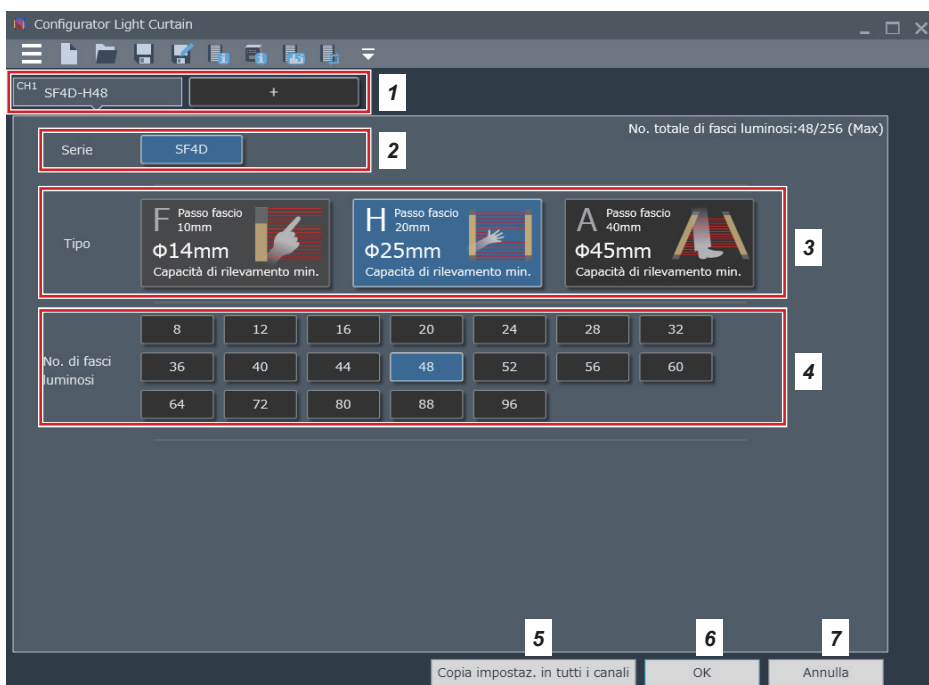 Configurator Light Curtain
CH1 SF4D-H48
+
1
No. totale di fasci luminosi:48/256 (Max)
Serie
SF4D
2
Tipo
F Passo fascio
10mm
Φ14mm
Capacità di rilevamento min.
H Passo fascio
20mm
Φ25mm
Capacità di rilevamento min.
A Passo fascio
40mm
Φ45mm
Capacità di rilevamento min.
3
No. di fasci
luminosi
8 12 16 20 24 28 32
36 40 44 48 52 56 60
64 72 80 88 96
4
5 6 7
Copia impostaz. in tutti i canali OK Annulla